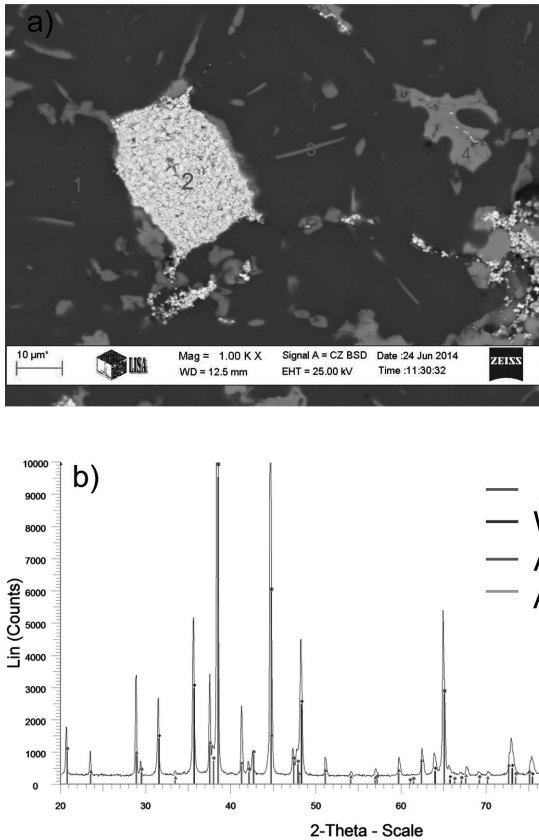 a)
1
2
3
4
10 µm*
LISA
Mag = 1.00 K X
WD = 12.5 mm
Signal A = CZ BSD
EHT = 25.00 kV
Date :24 Jun 2014
Time :11:30:32
ZEISS
b)
Lin (Counts)
10000
9000
8000
7000
6000
5000
4000
3000
2000
1000
0
20
30
40
50
60
70
2-Theta - Scale